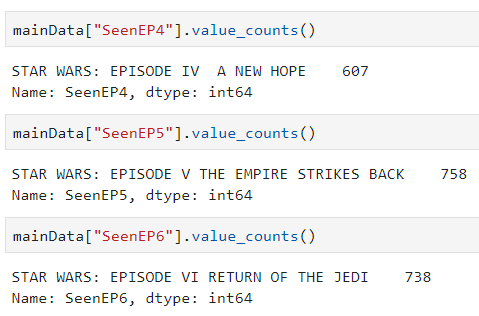 mainData["SeenEP4"].value_counts()
STAR WARS: EPISODE IV  A NEW HOPE    607
Name: SeenEP4, dtype: int64
mainData["SeenEP5"].value_counts()
STAR WARS: EPISODE V THE EMPIRE STRIKES BACK    758
Name: SeenEP5, dtype: int64
mainData["SeenEP6"].value_counts()
STAR WARS: EPISODE VI RETURN OF THE JEDI    738
Name: SeenEP6, dtype: int64